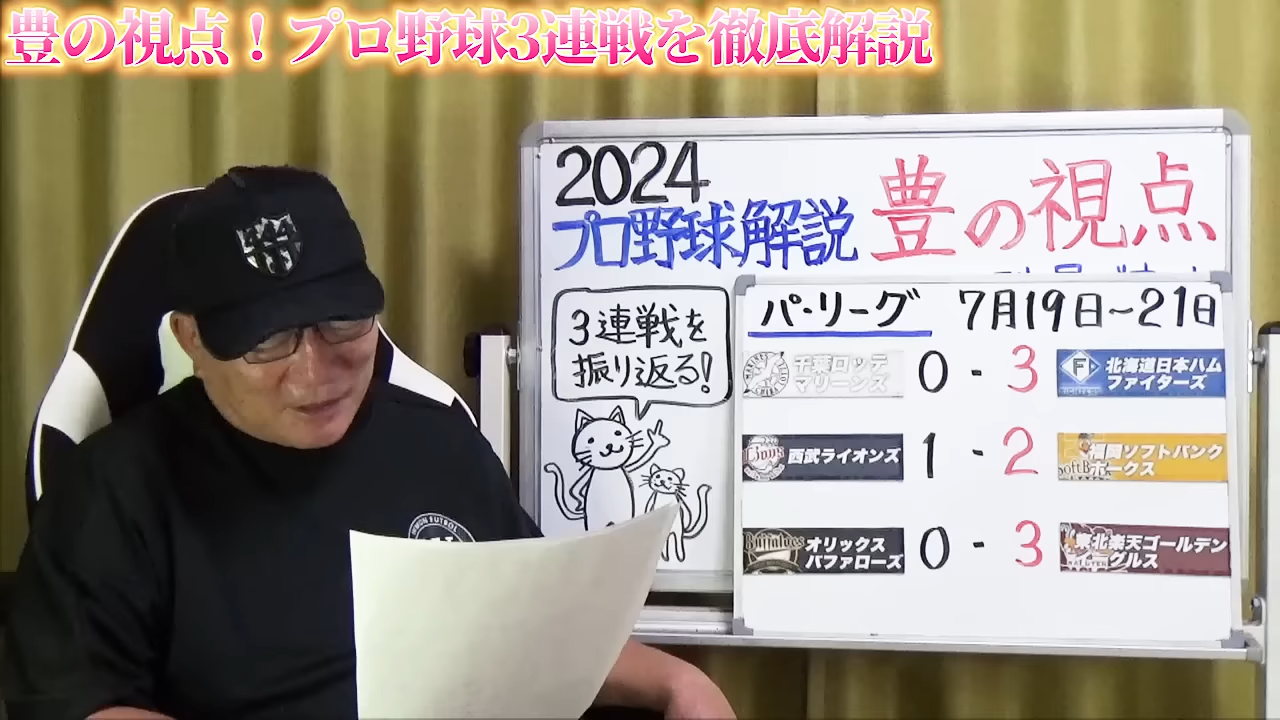 豊の視点！プロ野球3連戦を徹底解説
2024
プロ野球解説 豊の視点
3連戦を
振り返る!
パ・リーグ 7月19日~21日
千葉ロッテ
マリーンズ
0 - 3
北海道日本ハム
ファイターズ
Lions
西武ライオンズ
1 - 2
福岡ソフトバンク
ホークス
Buffaloes
オリックス
バファローズ
0 - 3
東北楽天ゴールデン
イーグルス